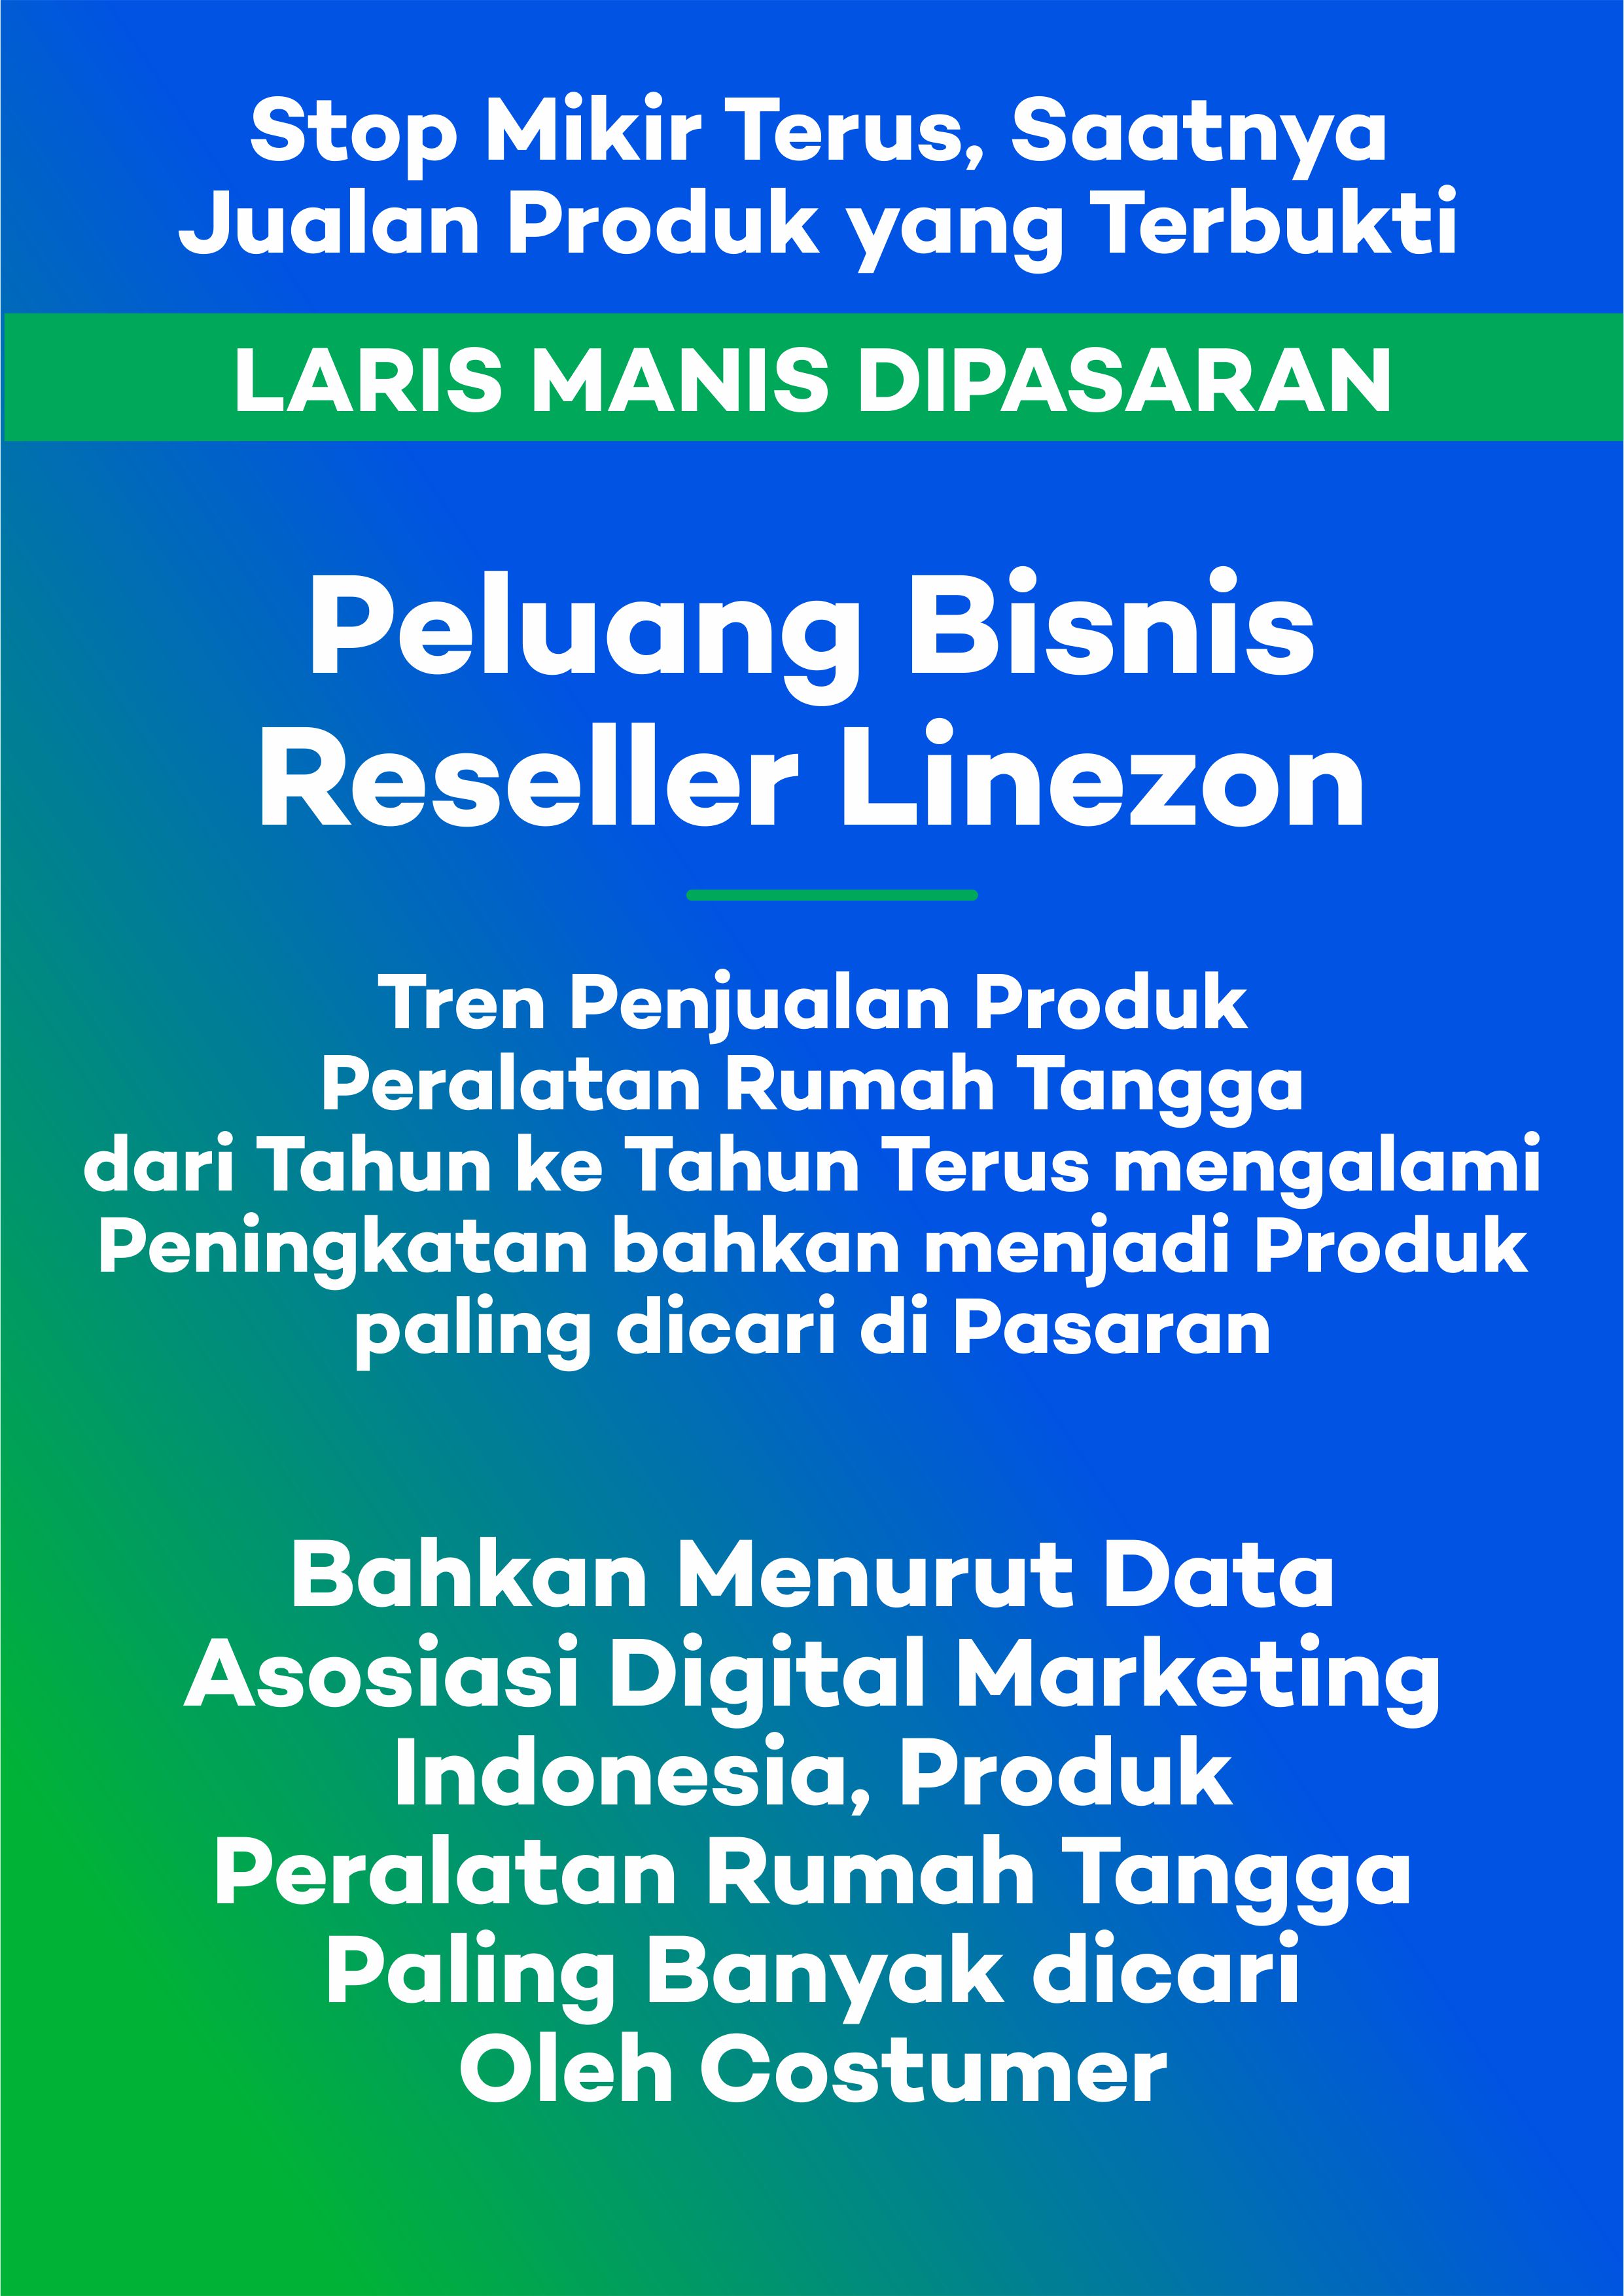 Stop Mikir Terus, Saatnya
Jualan Produk yang Terbukti
LARIS MANIS DIPASARAN
Peluang Bisnis
Reseller Linezon
Tren Penjualan Produk
Peralatan Rumah Tangga
dari Tahun ke Tahun Terus mengalami
Peningkatan bahkan menjadi Produk
paling dicari di Pasaran
Bahkan Menurut Data
Asosiasi Digital Marketing
Indonesia, Produk
Peralatan Rumah Tangga
Paling Banyak dicari
Oleh Costumer